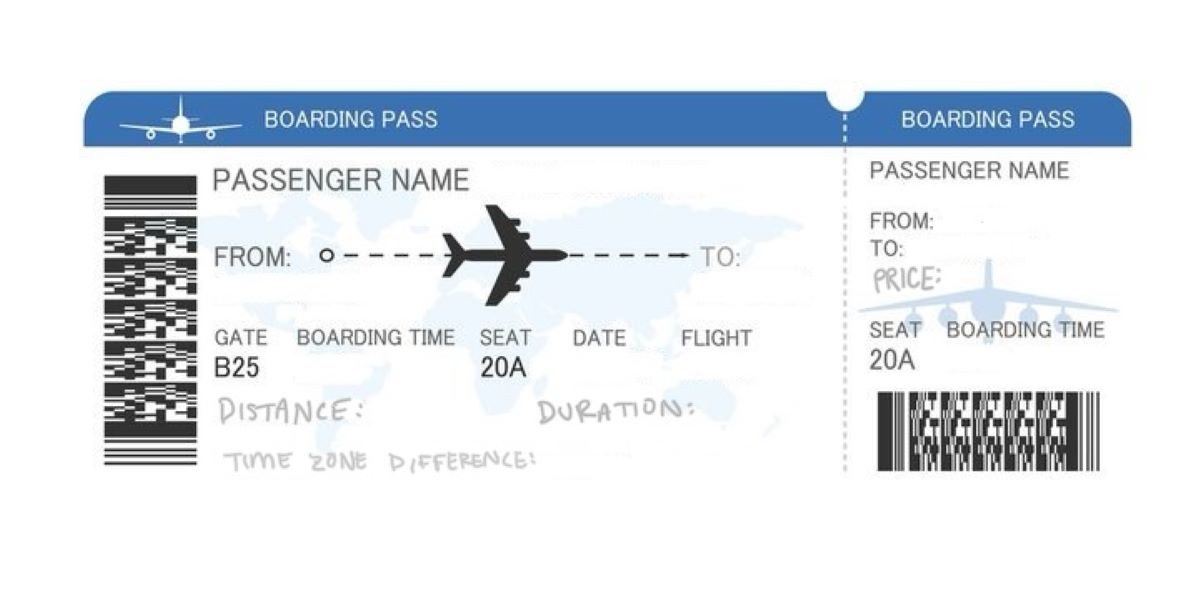 BOARDING PASS
PASSENGER NAME
FROM: TO:
GATE BOARDING TIME SEAT DATE FLIGHT
B25 20A
DISTANCE: DURATION:
TIME ZONE DIFFERENCE:
BOARDING PASS
PASSENGER NAME
FROM:
TO:
PRICE:
SEAT BOARDING TIME
20A